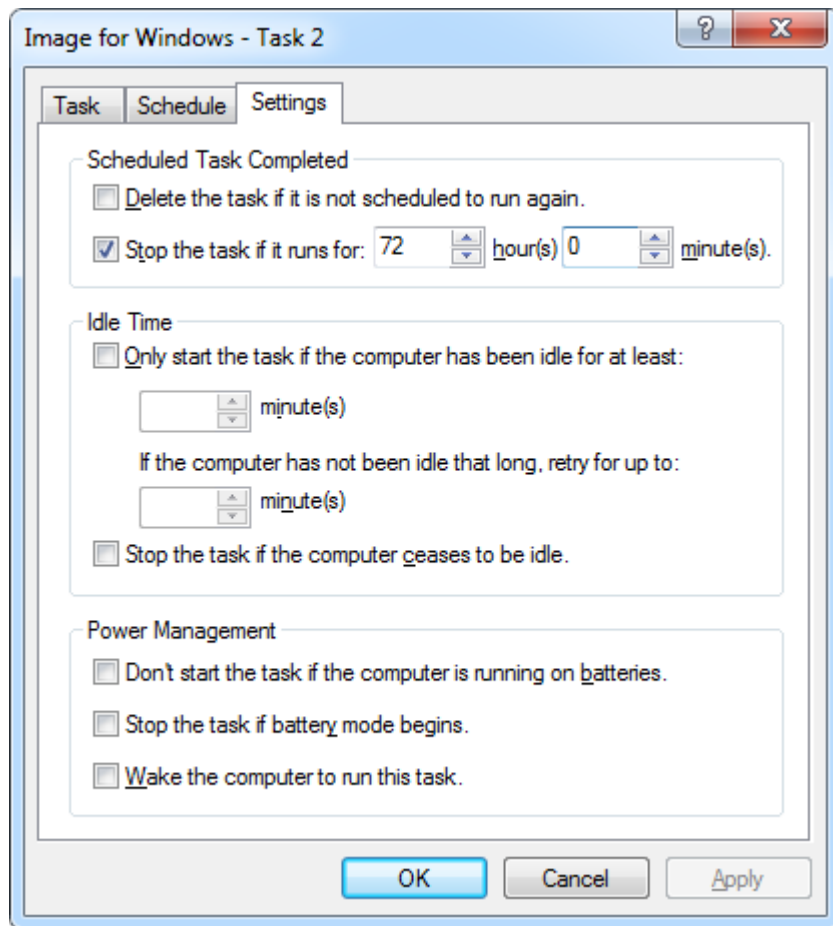 Image for Windows - Task 2
Task Schedule Settings
Scheduled Task Completed
Delete the task if it is not scheduled to run again.
Stop the task if it runs for: 72 hour(s) 0 minute(s).
Idle Time
Only start the task if the computer has been idle for at least:
minute(s)
If the computer has not been idle that long, retry for up to:
minute(s)
Stop the task if the computer ceases to be idle.
Power Management
Don't start the task if the computer is running on batteries.
Stop the task if battery mode begins.
Wake the computer to run this task.
OK Cancel Apply